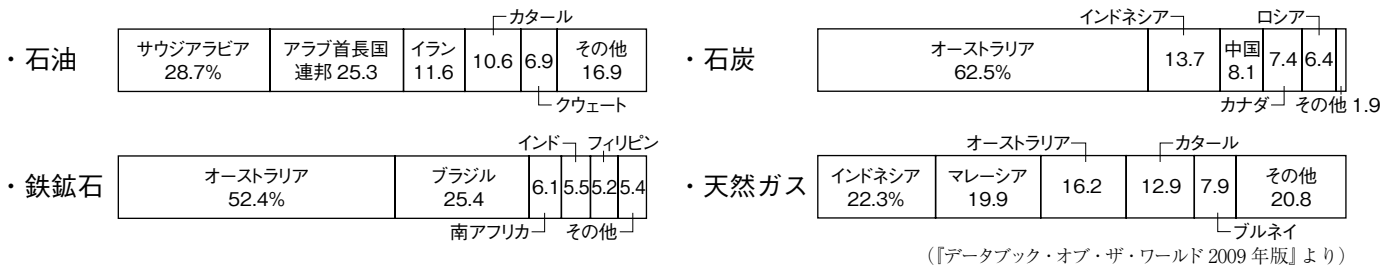 ・石油
カタール
サウジアラビア 28.7%
アラブ首長国連邦 25.3
イラン 11.6
10.6
6.9
その他 16.9
クウェート
・石炭
インドネシア
ロシア
オーストラリア 62.5%
13.7
中国 8.1
7.4
6.4
カナダ
その他 1.9
・鉄鉱石
インド
フィリピン
オーストラリア 52.4%
ブラジル 25.4
6.1
5.5
5.2
5.4
南アフリカ
その他
・天然ガス
オーストラリア
カタール
インドネシア 22.3%
マレーシア 19.9
16.2
12.9
7.9
その他 20.8
ブルネイ
(『データブック・オブ・ザ・ワールド 2009 年版』より)